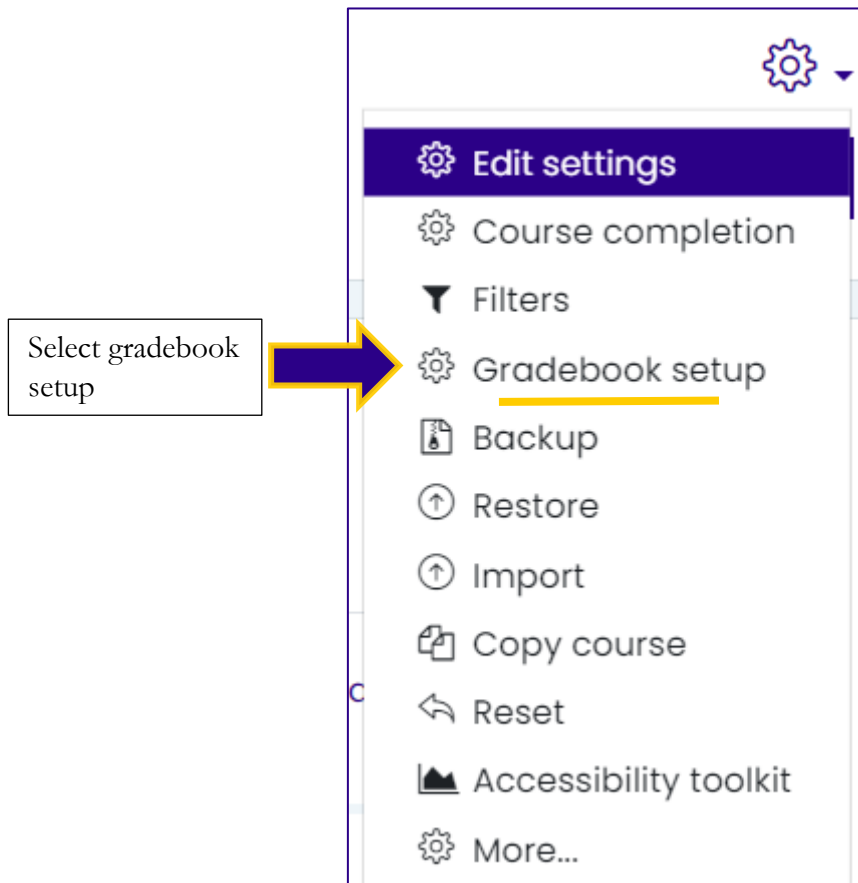 Edit settings
Course completion
Filters
Select gradebook
setup
Gradebook setup
Backup
Restore
Import
Copy course
Reset
Accessibility toolkit
More...